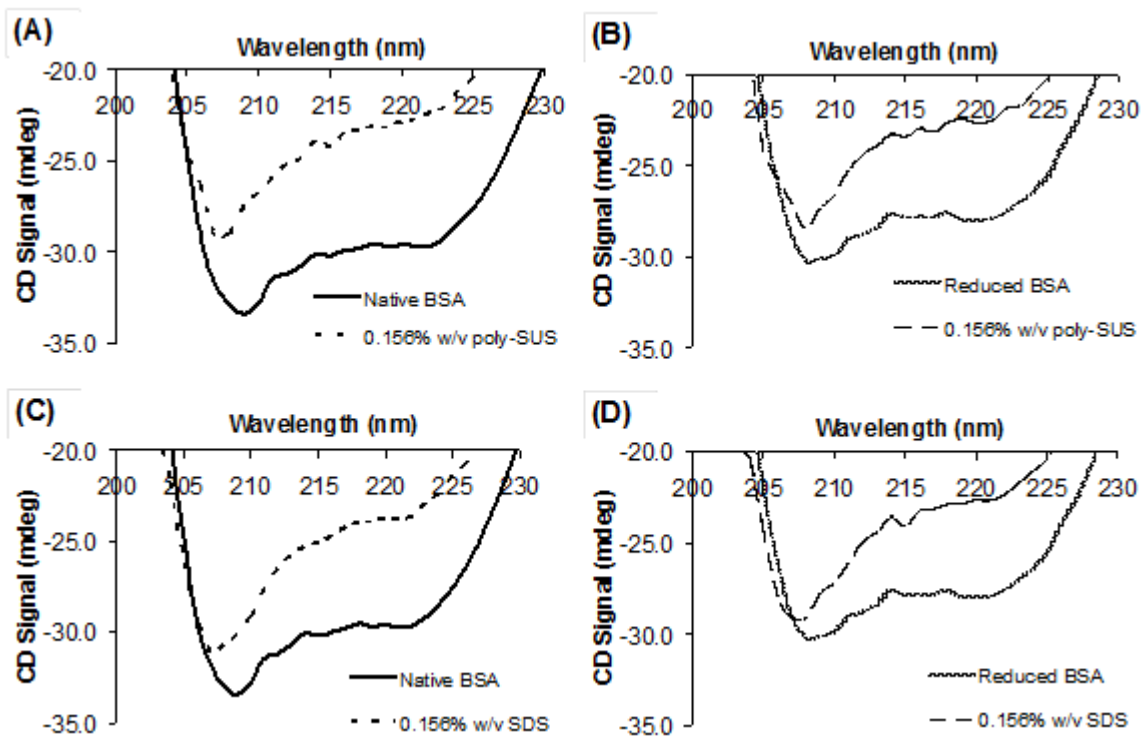 (A)
Wavelength (nm)
-20.0
200 205 210 215 220 225 230
-25.0
-30.0
-35.0
CD Signal (mdeg)
Native BSA
0.156% w/v poly-SUS
(B)
Wavelength (nm)
-20.0
200 205 210 215 220 225 230
-25.0
-30.0
-35.0
CD Signal (mdeg)
Reduced BSA
0.156% w/v poly-SUS
(C)
Wavelength (nm)
-20.0
200 205 210 215 220 225 230
-25.0
-30.0
-35.0
CD Signal (mdeg)
Native BSA
0.156% w/v SDS
(D)
Wavelength (nm)
-20.0
200 205 210 215 220 225 230
-25.0
-30.0
-35.0
CD Signal (mdeg)
Reduced BSA
0.156% w/v SDS